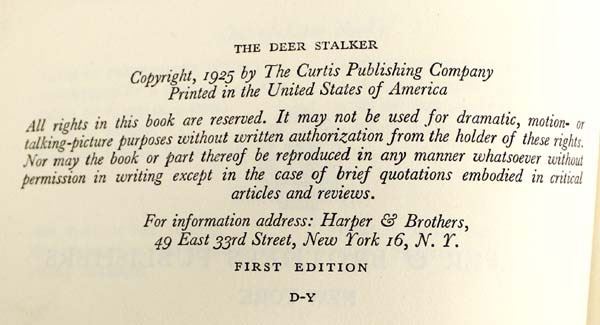 THE DEER STALKER
Copyright, 1925 by The Curtis Publishing Company
Printed in the United States of America
All rights in this book are reserved. It may not be used for dramatic, motion- or
talking-picture purposes without written authorization from the holder of these rights.
Nor may the book or part thereof be reproduced in any manner whatsoever without
permission in writing except in the case of brief quotations embodied in critical
articles and reviews.
For information address: Harper & Brothers,
49 East 33rd Street, New York 16, N. Y.
FIRST EDITION
D-Y